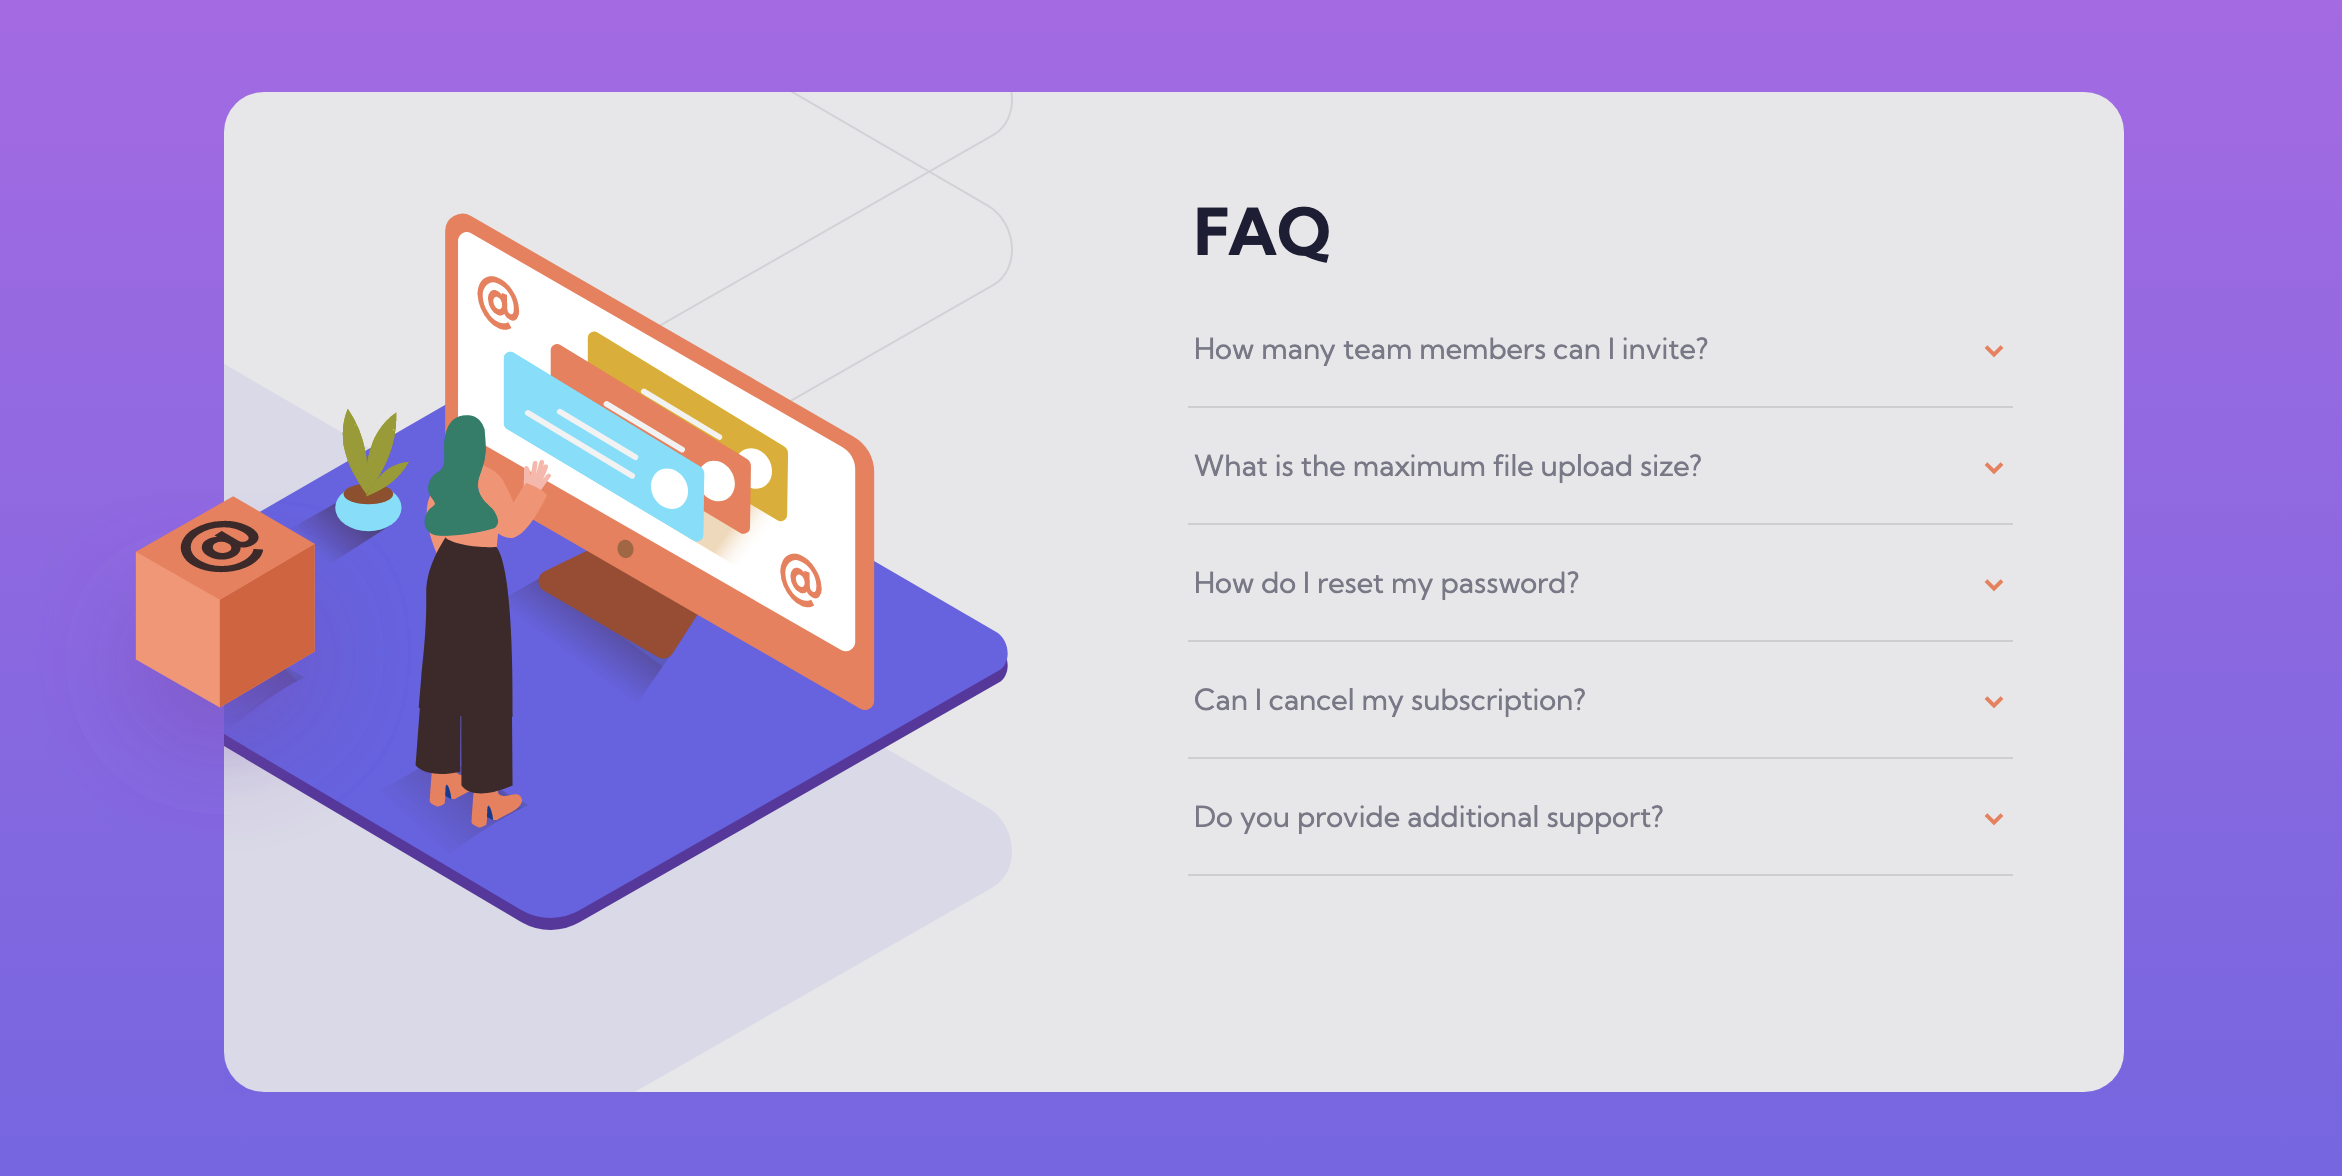 @
@
@
FAQ
How many team members can I invite?
What is the maximum file upload size?
How do I reset my password?
Can I cancel my subscription?
Do you provide additional support?